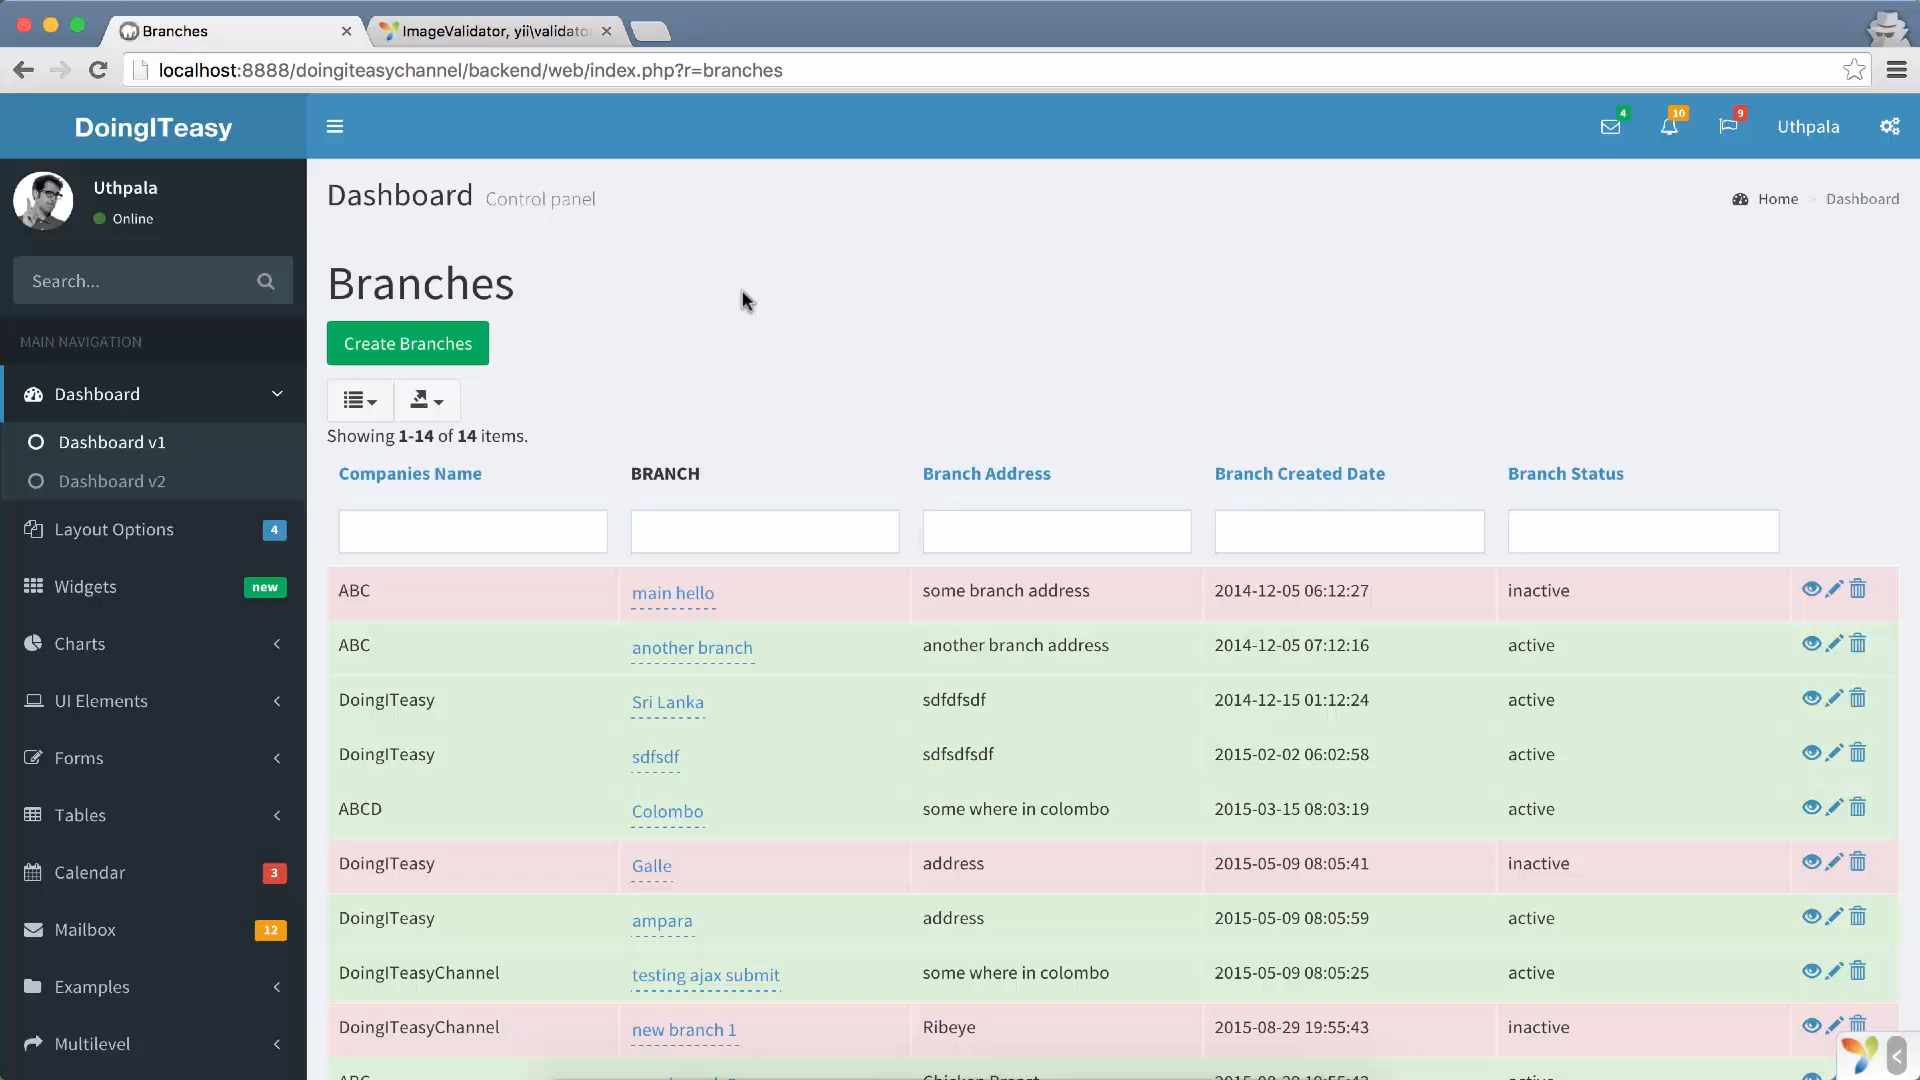 Branches
ImageValidator, yii\validato
localhost:8888/doingiteasychannel/backend/web/index.php?r=branches
DoingITeasy
4
10
9
Uthpala
Uthpala
Online
Search...
MAIN NAVIGATION
Dashboard
Dashboard v1
Dashboard v2
Layout Options 4
Widgets new
Charts
UI Elements
Forms
Tables
Calendar 3
Mailbox 12
Examples
Multilevel
Dashboard Control panel
Home > Dashboard
Branches
Create Branches
Showing 1-14 of 14 items.
Companies Name BRANCH Branch Address Branch Created Date Branch Status
ABC main hello some branch address 2014-12-05 06:12:27 inactive
ABC another branch another branch address 2014-12-05 07:12:16 active
DoingITeasy Sri Lanka sdfdfsdf 2014-12-15 01:12:24 active
DoingITeasy sdfsdf sdfsdfsdf 2015-02-02 06:02:58 active
ABCD Colombo some where in colombo 2015-03-15 08:03:19 active
DoingITeasy Galle address 2015-05-09 08:05:41 inactive
DoingITeasy ampara address 2015-05-09 08:05:59 active
DoingITeasyChannel testing ajax submit some where in colombo 2015-05-09 08:05:25 active
DoingITeasyChannel new branch 1 Ribeye 2015-08-29 19:55:43 inactive